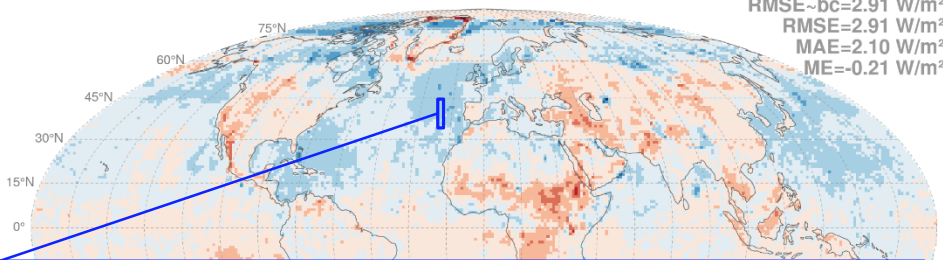 RMSE~bc=2.91 W/m²
RMSE=2.91 W/m²
MAE=2.10 W/m²
ME=-0.21 W/m²
75°N
60°N
45°N
30°N
15°N
0°